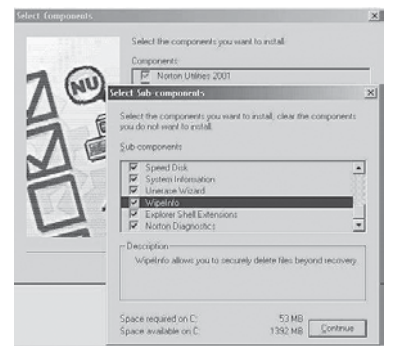 Select Components
Select the components you want to install.
Components:
Norton Utilities 2001
NU
Select Sub-components
Select the components you want to install, clear the components
you do not want to install.
Sub-components
Speed Disk
System Information
Unerase Wizard
WipeInfo
Explorer Shell Extensions
Norton Diagnostics
Description
WipeInfo allows you to securely delete files beyond recovery.
Space required on C: 53 MB
Space available on C: 1392 MB
Continue